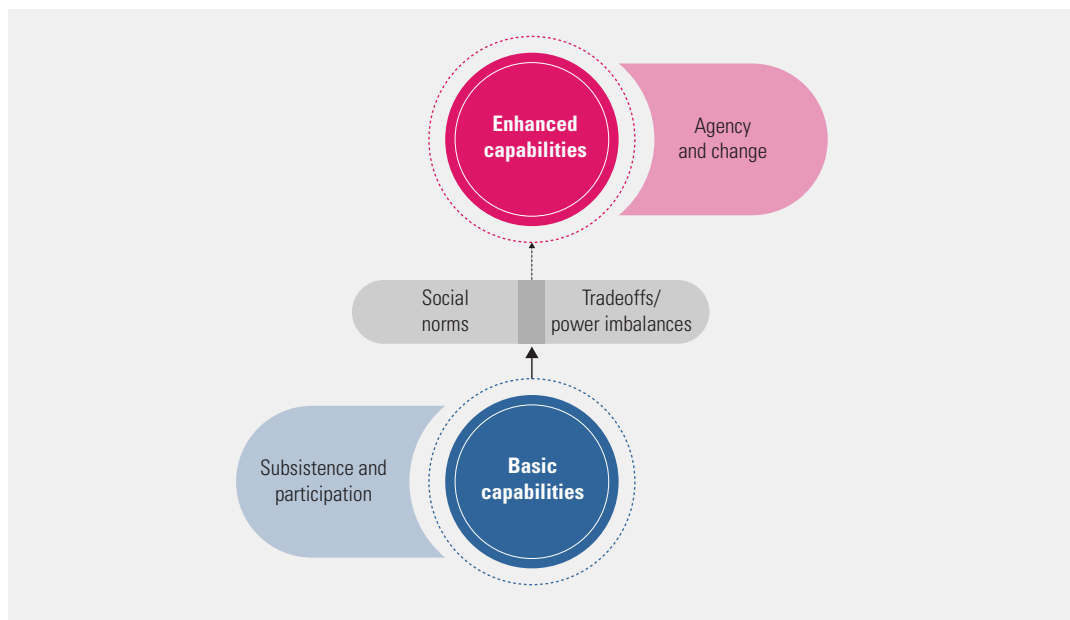 Enhanced
capabilities
Agency
and change
Social
norms
Tradeoffs/
power imbalances
Subsistence and
participation
Basic
capabilities